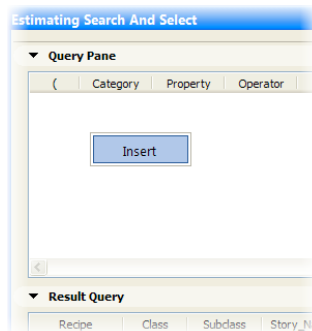 Estimating Search And Select
Query Pane
( Category Property Operator
Insert
Result Query
Recipe Class Subclass Story_N